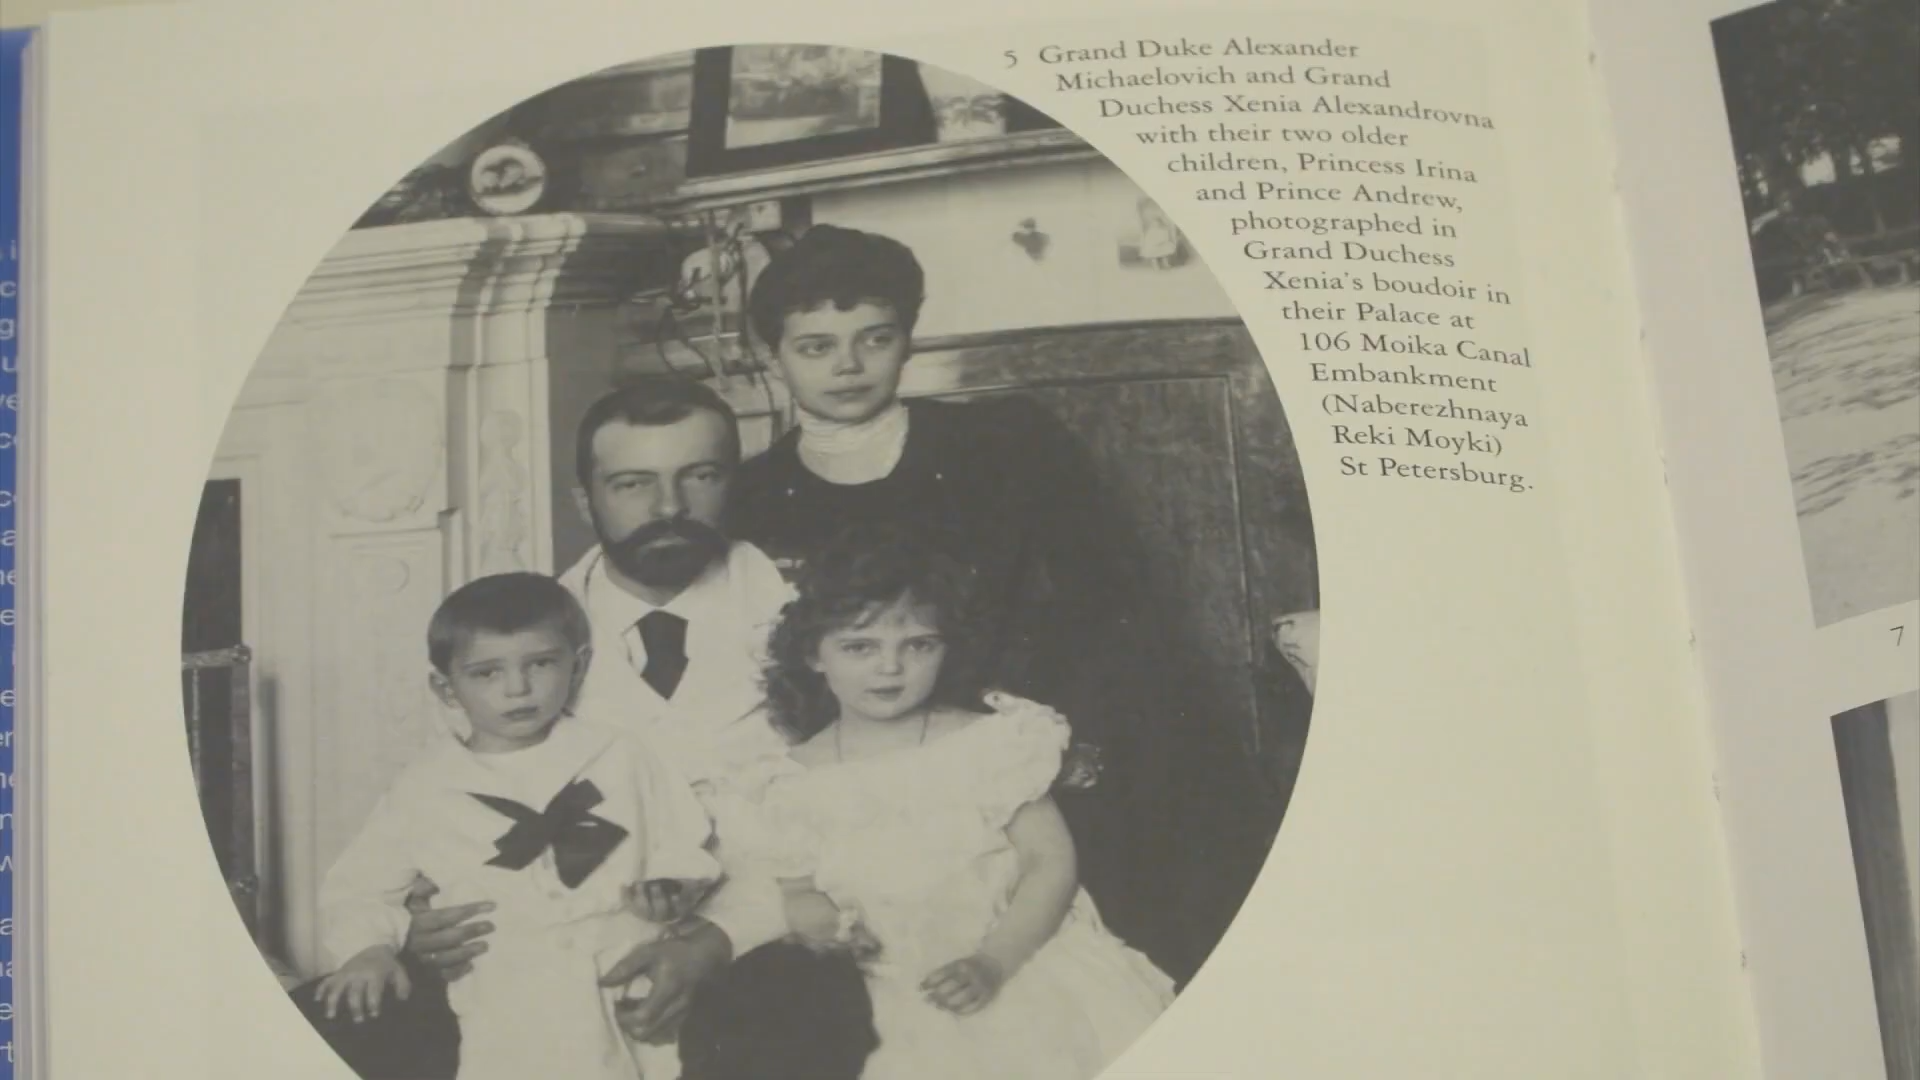 5 Grand Duke Alexander
Michaelovich and Grand
Duchess Xenia Alexandrovna
with their two older
children, Princess Irina
and Prince Andrew,
photographed in
Grand Duchess
Xenia's boudoir in
their Palace at
106 Moika Canal
Embankment
(Naberezhnaya
Reki Moyki)
St Petersburg.
7